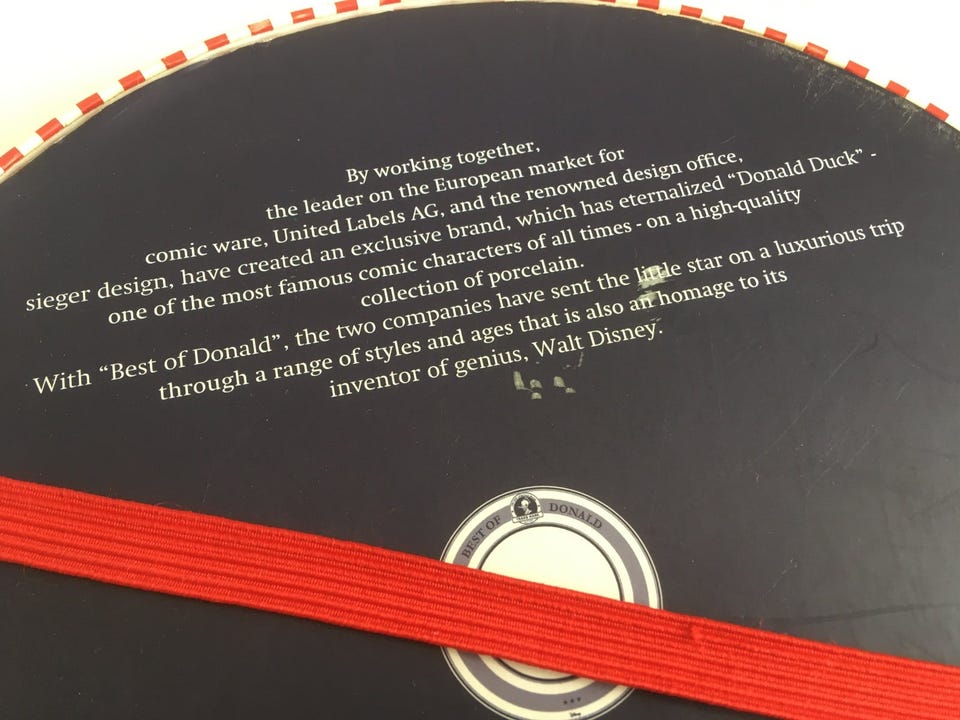 By working together,
the leader on the European market for
comic ware, United Labels AG, and the renowned design office,
sieger design, have created an exclusive brand, which has eternalized “Donald Duck” -
one of the most famous comic characters of all times - on a high-quality
collection of porcelain.
With “Best of Donald”, the two companies have sent the little star on a luxurious trip
through a range of styles and ages that is also an homage to its
inventor of genius, Walt Disney.
BEST OF DONALD